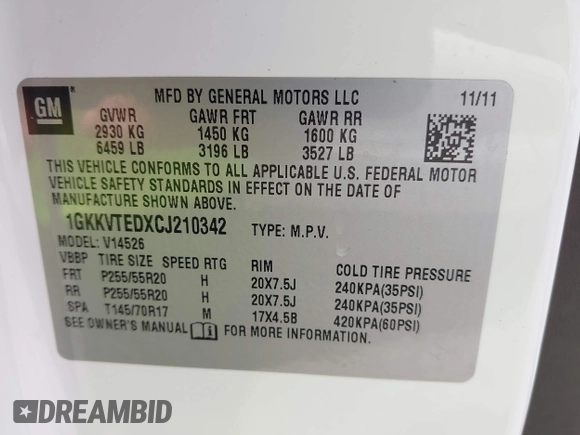 GM ®
MFD BY GENERAL MOTORS LLC 11/11
GVWR GAWR FRT GAWR RR
2930 KG 1450 KG 1600 KG
6459 LB 3196 LB 3527 LB
THIS VEHICLE CONFORMS TO ALL APPLICABLE U.S. FEDERAL MOTOR
VEHICLE SAFETY STANDARDS IN EFFECT ON THE DATE OF
MANUFACTURE SHOWN ABOVE.
1GKKVTEDXCJ210342 TYPE: M.P.V.
MODEL: V14526
VBBP TIRE SIZE SPEED RTG RIM COLD TIRE PRESSURE
FRT P255/55R20 H 20X7.5J 240KPA(35PSI)
RR P255/55R20 H 20X7.5J 240KPA(35PSI)
SPA T145/70R17 M 17X4.5B 420KPA(60PSI)
SEE OWNER'S MANUAL FOR MORE INFORMATION.
DREAMBID